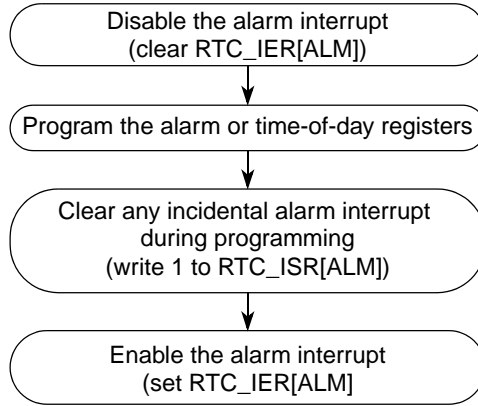 Disable the alarm interrupt
(clear RTC_IER[ALM])
Program the alarm or time-of-day registers
Clear any incidental alarm interrupt
during programming
(write 1 to RTC_ISR[ALM])
Enable the alarm interrupt
(set RTC_IER[ALM]